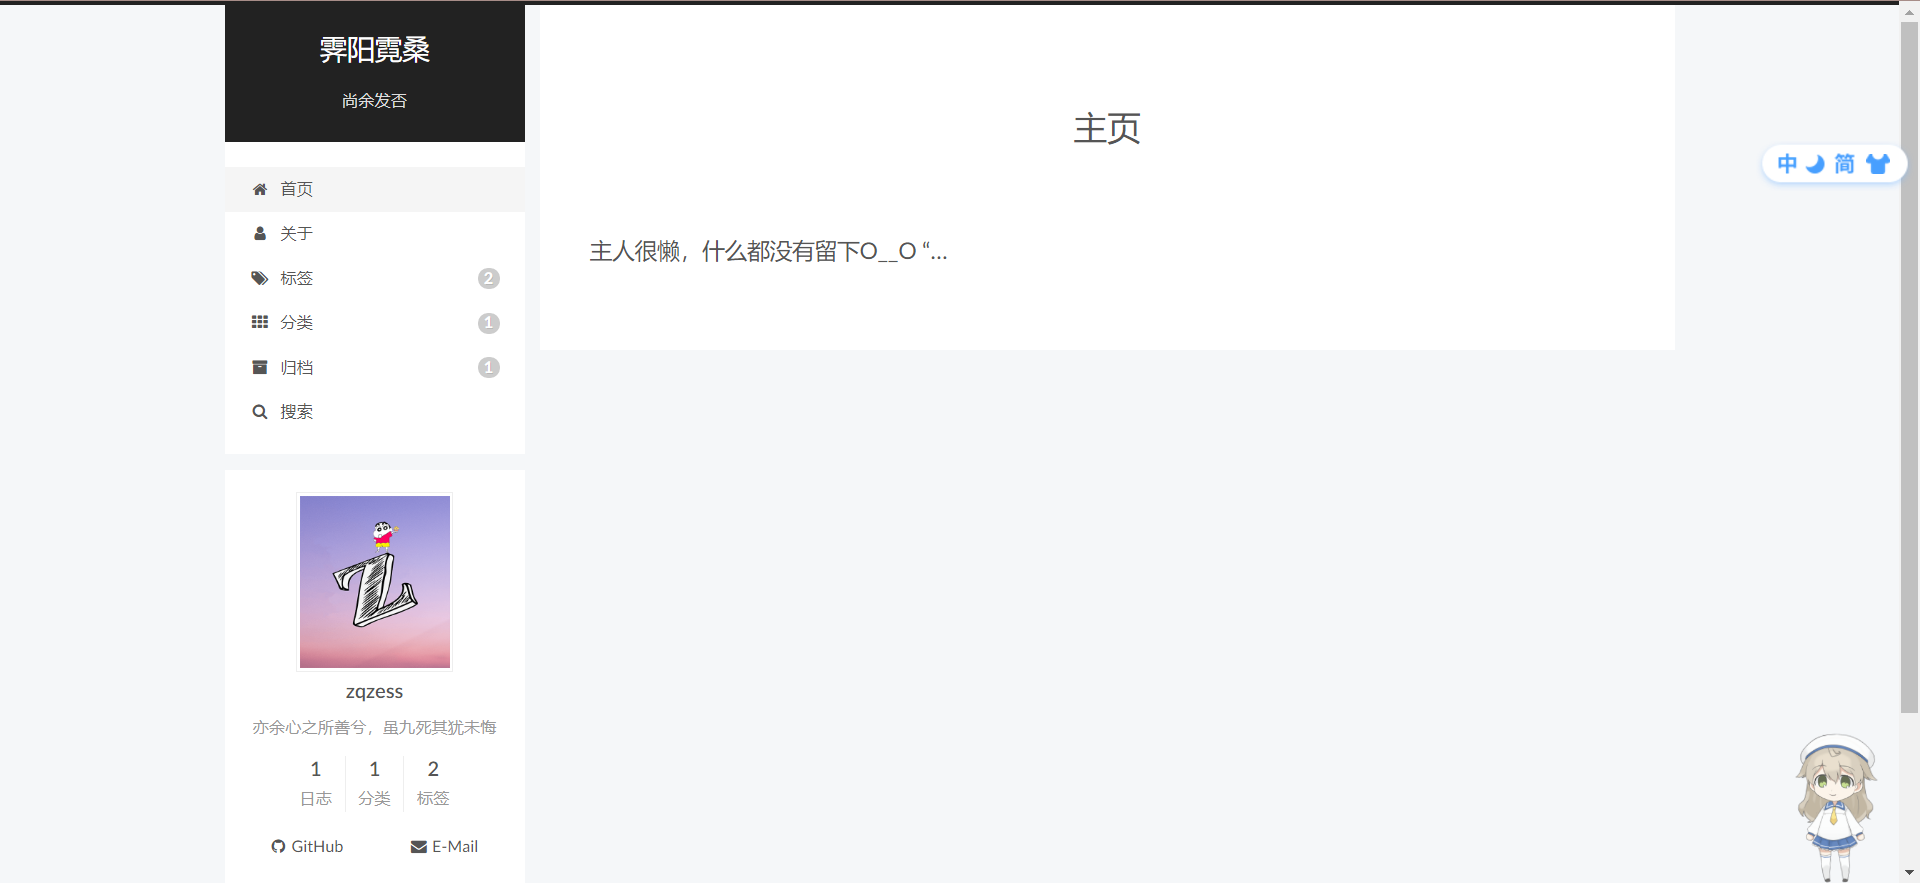 霁阳霓桑
尚余发否
首页
关于
标签 2
分类 1
归档 1
搜索
主页
主人很懒，什么都没有留下O__O “…
中 简
Z
zqzess
亦余心之所善兮，虽九死其犹未悔
1 1 2
日志 分类 标签
GitHub E-Mail